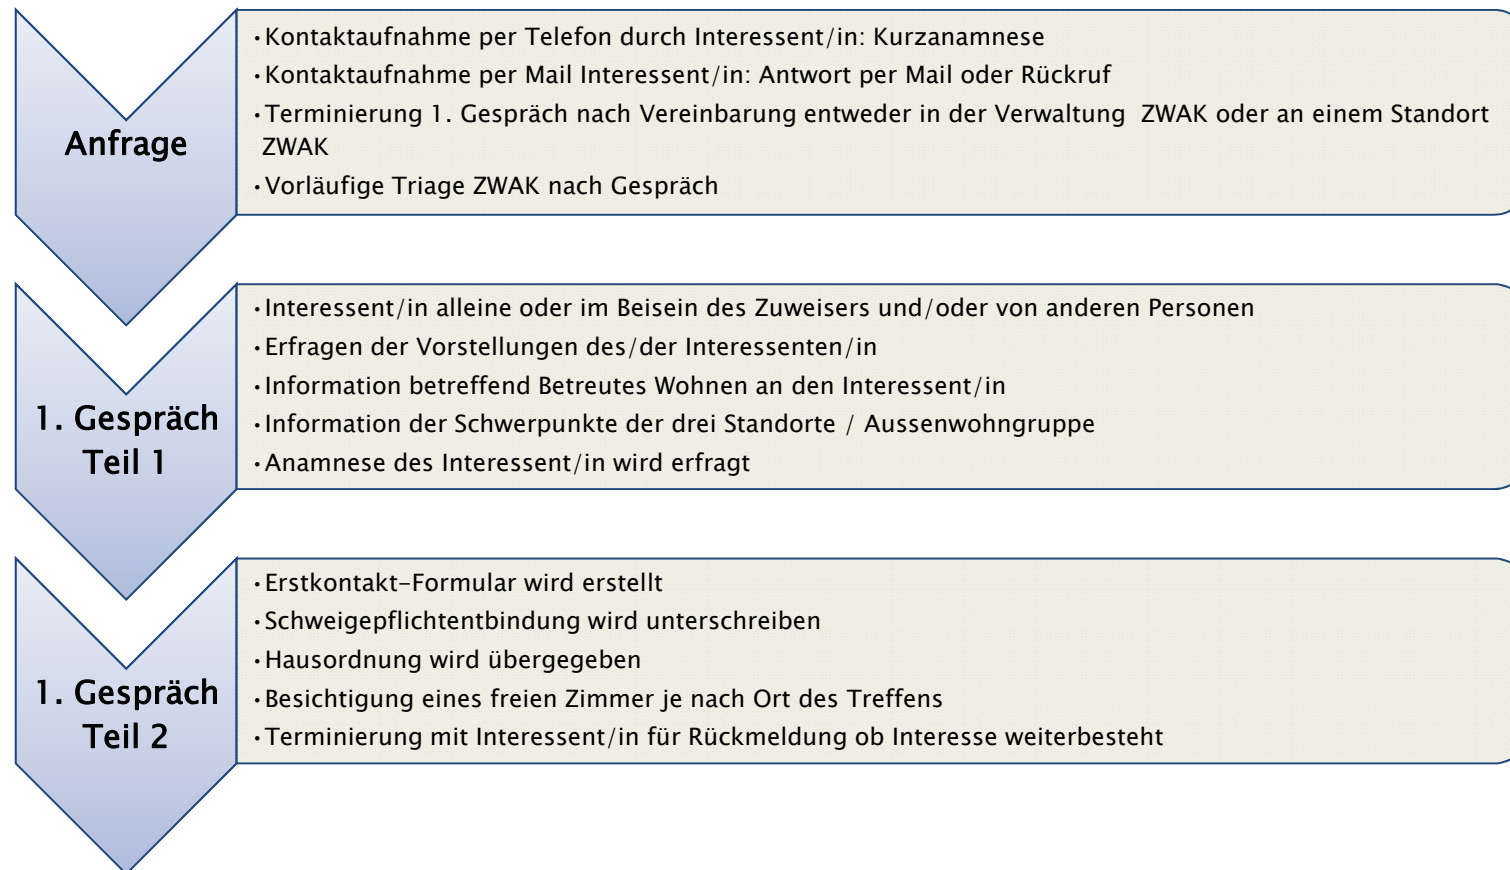 Anfrage
•Kontaktaufnahme per Telefon durch Interessent/in: Kurzanamnese
•Kontaktaufnahme per Mail Interessent/in: Antwort per Mail oder Rückruf
•Terminierung 1. Gespräch nach Vereinbarung entweder in der Verwaltung  ZWAK oder an einem Standort
ZWAK
•Vorläufige Triage ZWAK nach Gespräch
1. Gespräch
Teil 1
•Interessent/in alleine oder im Beisein des Zuweisers und/oder von anderen Personen
•Erfragen der Vorstellungen des/der Interessenten/in
•Information betreffend Betreutes Wohnen an den Interessent/in
•Information der Schwerpunkte der drei Standorte / Aussenwohngruppe
•Anamnese des Interessent/in wird erfragt
1. Gespräch
Teil 2
•Erstkontakt-Formular wird erstellt
•Schweigepflichtentbindung wird unterschreiben
•Hausordnung wird übergegeben
•Besichtigung eines freien Zimmer je nach Ort des Treffens
•Terminierung mit Interessent/in für Rückmeldung ob Interesse weiterbesteht